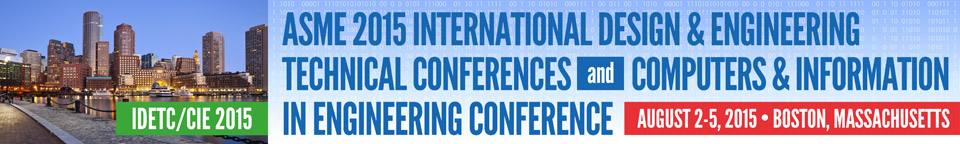 ASME 2015 INTERNATIONAL DESIGN & ENGINEERING
TECHNICAL CONFERENCES and COMPUTERS & INFORMATION
IN ENGINEERING CONFERENCE
AUGUST 2-5, 2015 • BOSTON, MASSACHUSETTS
IDETC/CIE 2015